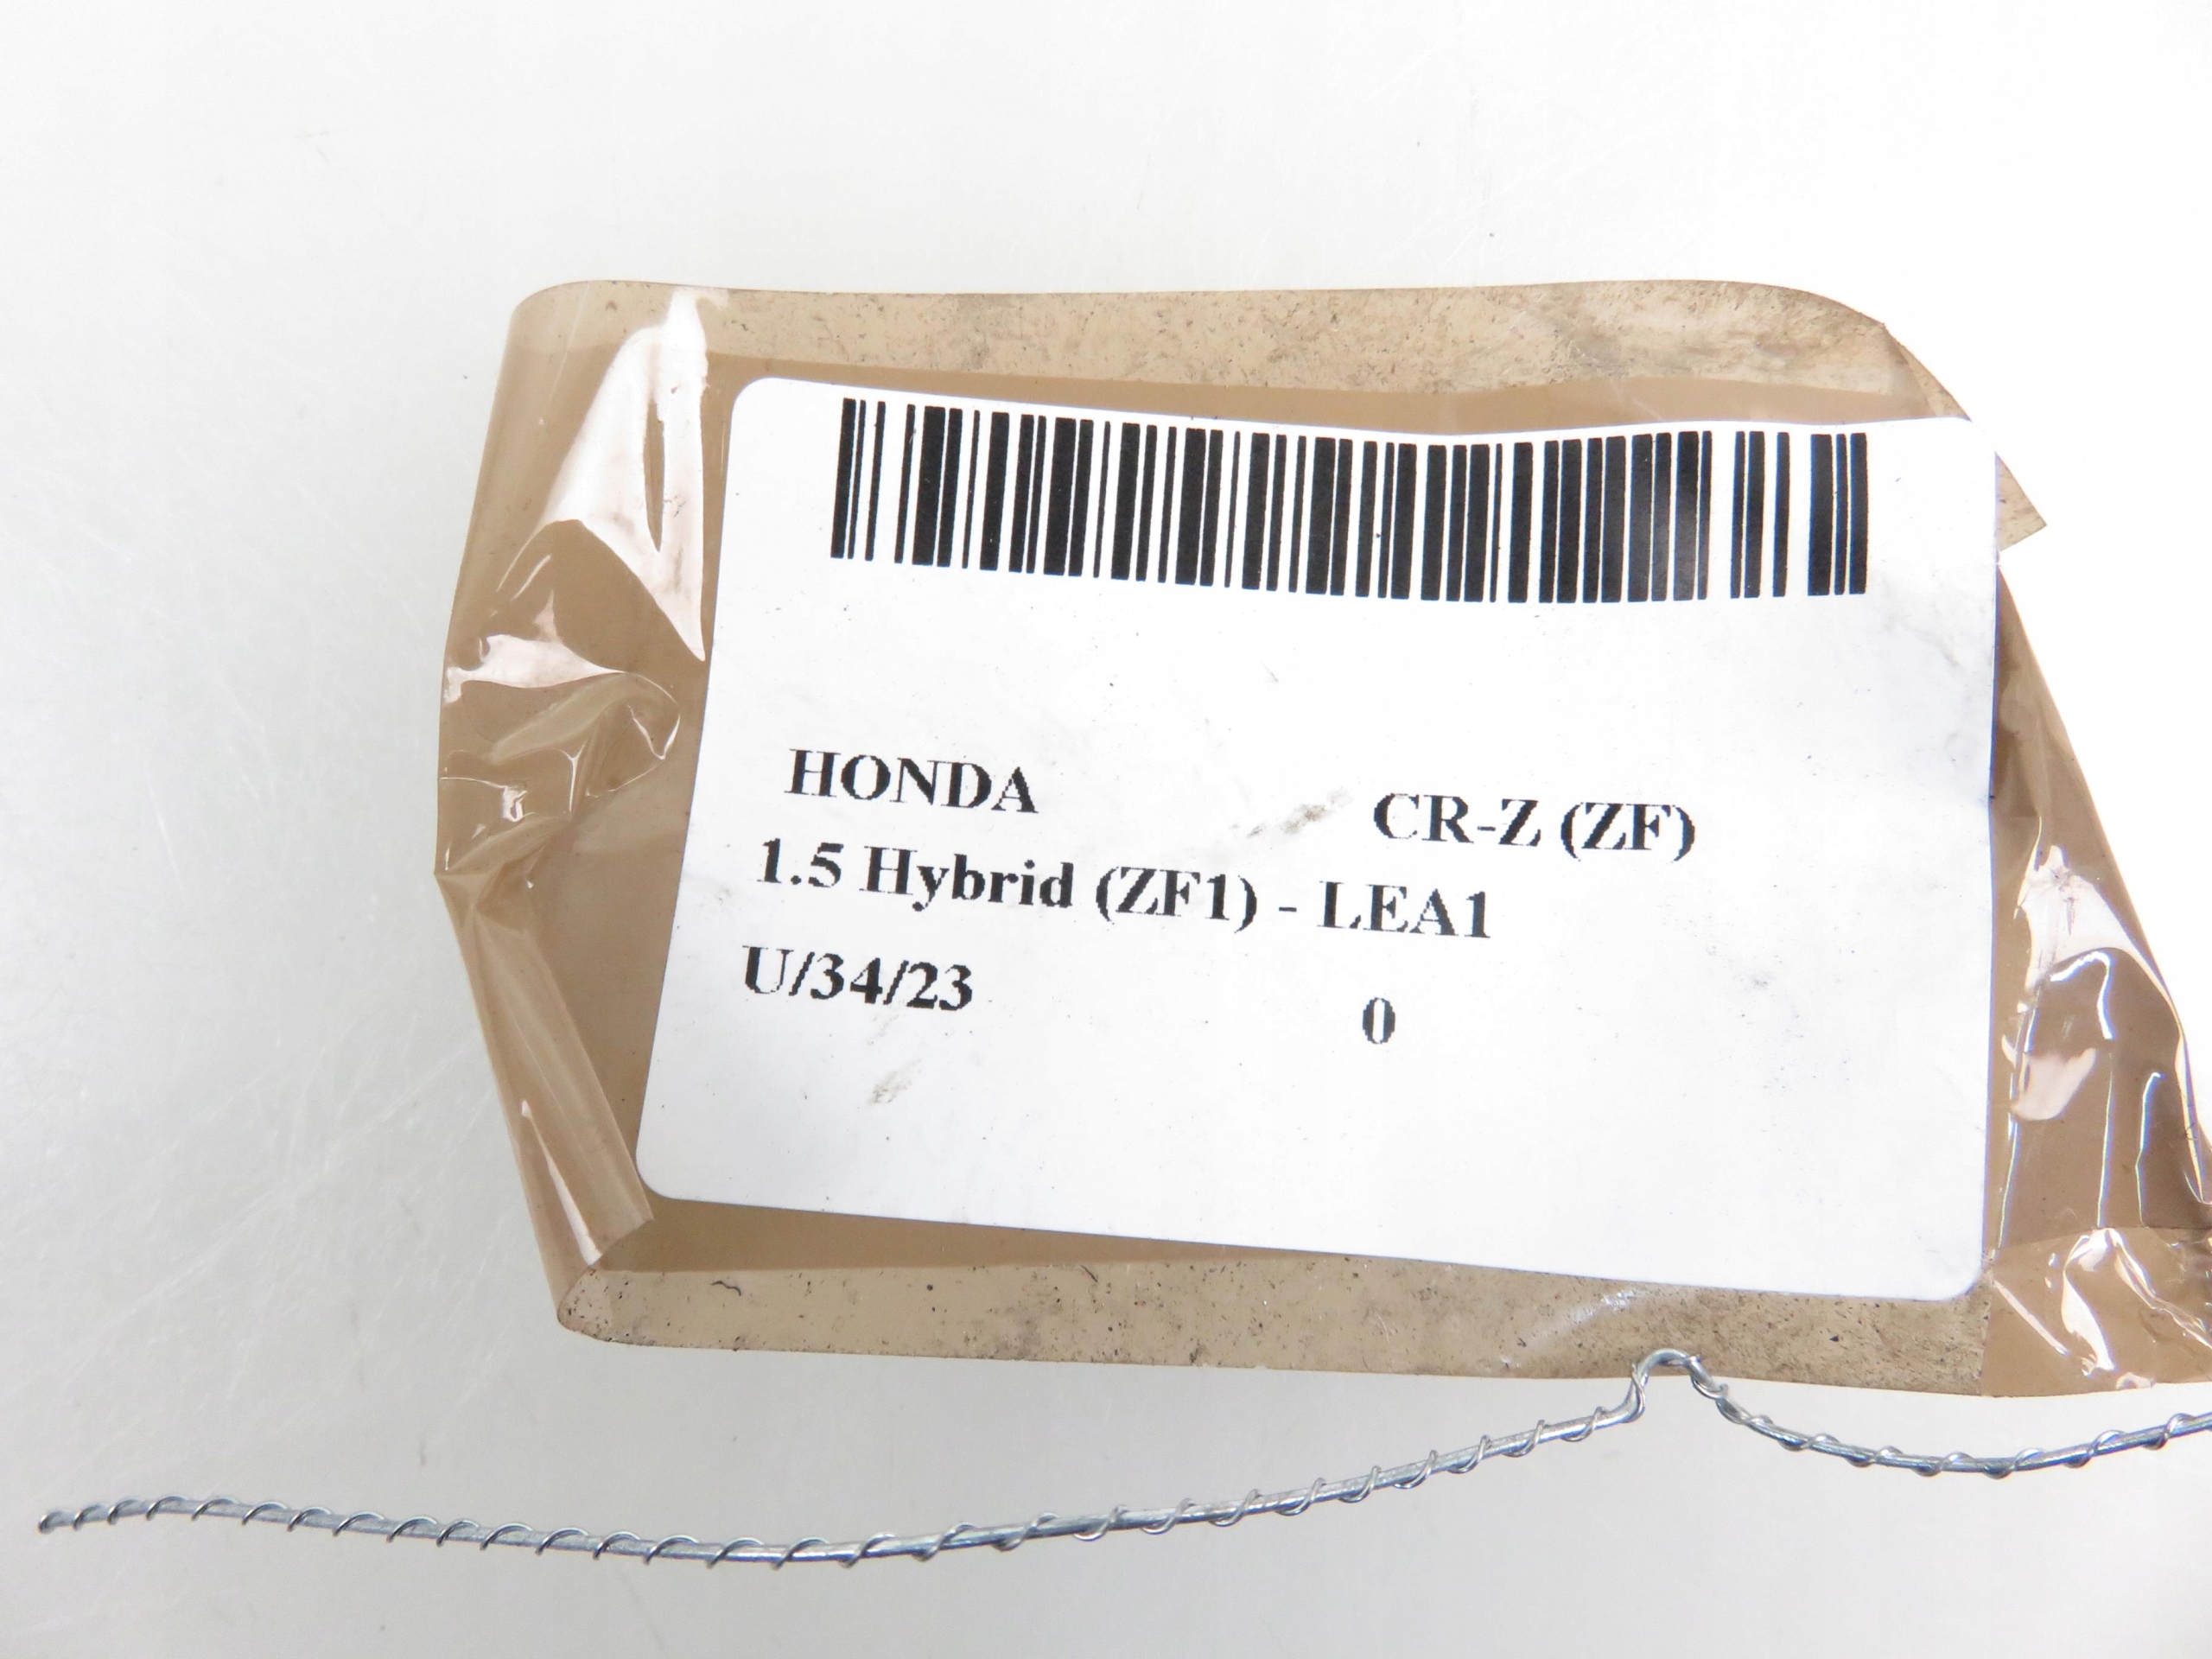 HONDA CR-Z (ZF)
1.5 Hybrid (ZF1) - LEA1
U/34/23 0